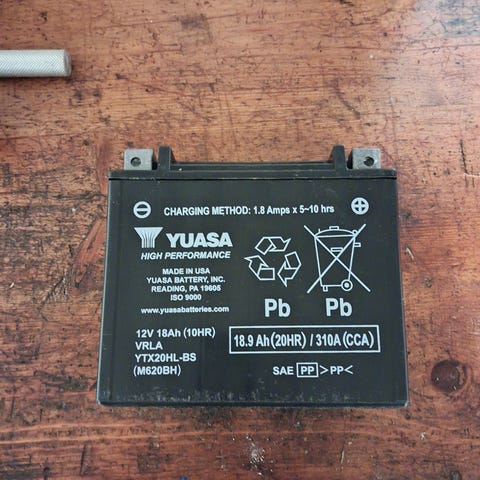 CHARGING METHOD: 1.8 Amps x 5~10 hrs
YUASA
HIGH PERFORMANCE
MADE IN USA
YUASA BATTERY, INC.
READING, PA 19605
ISO 9000
www.yuasabatteries.com
Pb
Pb
12V 18Ah (10HR)
VRLA
YTX20HL-BS
(M620BH)
18.9 Ah(20HR) / 310A(CCA)
SAE PP >PP<